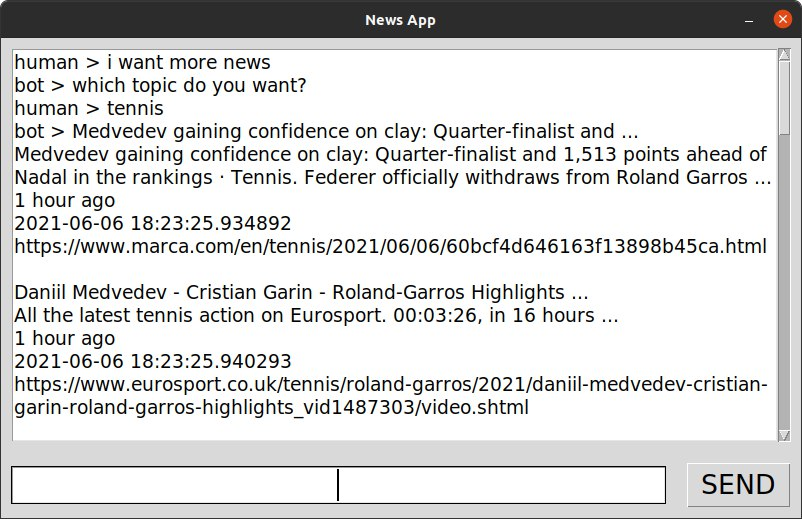 News App
human > i want more news
bot > which topic do you want?
human > tennis
bot > Medvedev gaining confidence on clay: Quarter-finalist and ...
Medvedev gaining confidence on clay: Quarter-finalist and 1,513 points ahead of
Nadal in the rankings · Tennis. Federer officially withdraws from Roland Garros ...
1 hour ago
2021-06-06 18:23:25.934892
https://www.marca.com/en/tennis/2021/06/06/60bcf4d646163f13898b45ca.html
Daniil Medvedev - Cristian Garin - Roland-Garros Highlights ...
All the latest tennis action on Eurosport. 00:03:26, in 16 hours ...
1 hour ago
2021-06-06 18:23:25.940293
https://www.eurosport.co.uk/tennis/roland-garros/2021/daniil-medvedev-cristian-
garin-roland-garros-highlights_vid1487303/video.shtml
SEND